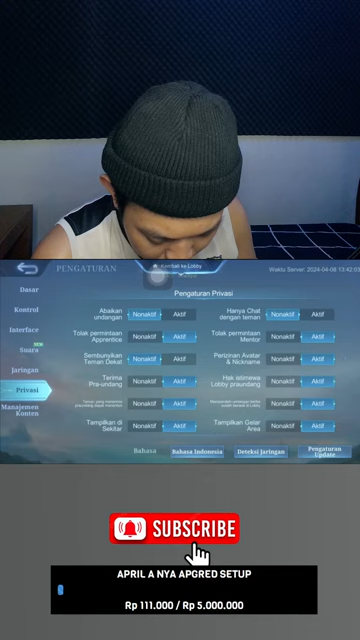 PENGATURAN
Kembali ke Lobby
Waktu Server: 2024-04-08 13:42:03
Dasar
Kontrol
Interface
Suara
Jaringan
Privasi
Manajemen
Konten
Pengaturan Privasi
Abaikan
undangan
Nonaktif Aktif
Hanya Chat
dengan teman
Nonaktif Aktif
Tolak permintaan
Apprentice
Nonaktif Aktif
Tolak permintaan
Mentor
Nonaktif Aktif
Sembunyikan
Teman Dekat
Nonaktif Aktif
Perizinan Avatar
& Nickname
Nonaktif Aktif
Terima
Pra-undang
Nonaktif Aktif
Hak istimewa
Lobby praundang
Nonaktif Aktif
Nonaktif Aktif
Nonaktif Aktif
Tampilkan di
Sekitar
Nonaktif Aktif
Tampilkan Gelar
Area
Nonaktif Aktif
Bahasa
Bahasa Indonesia
Deteksi Jaringan
Pengaturan
Update
SUBSCRIBE
APRIL A NYA APGRED SETUP
Rp 111.000 / Rp 5.000.000